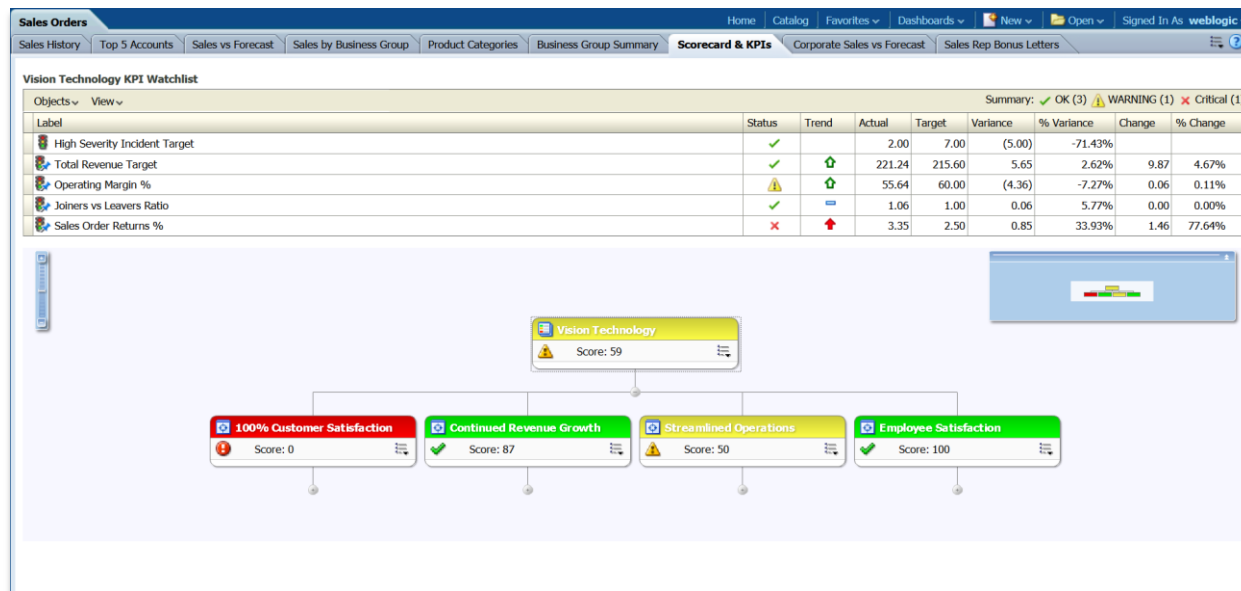 Sales Orders Home Catalog Favorites Dashboards New Open Signed In As weblogic
Sales History Top 5 Accounts Sales vs Forecast Sales by Business Group Product Categories Business Group Summary Scorecard & KPIs Corporate Sales vs Forecast Sales Rep Bonus Letters
Vision Technology KPI Watchlist
Objects View Summary: OK (3) WARNING (1) Critical (1
Label Status Trend Actual Target Variance % Variance Change % Change
High Severity Incident Target 2.00 7.00 (5.00) -71.43%
Total Revenue Target 221.24 215.60 5.65 2.62% 9.87 4.67%
Operating Margin % 55.64 60.00 (4.36) -7.27% 0.06 0.11%
Joiners vs Leavers Ratio 1.06 1.00 0.06 5.77% 0.00 0.00%
Sales Order Returns % 3.35 2.50 0.85 33.93% 1.46 77.64%
Vision Technology
Score: 59
100% Customer Satisfaction Continued Revenue Growth Streamlined Operations Employee Satisfaction
Score: 0 Score: 87 Score: 50 Score: 100